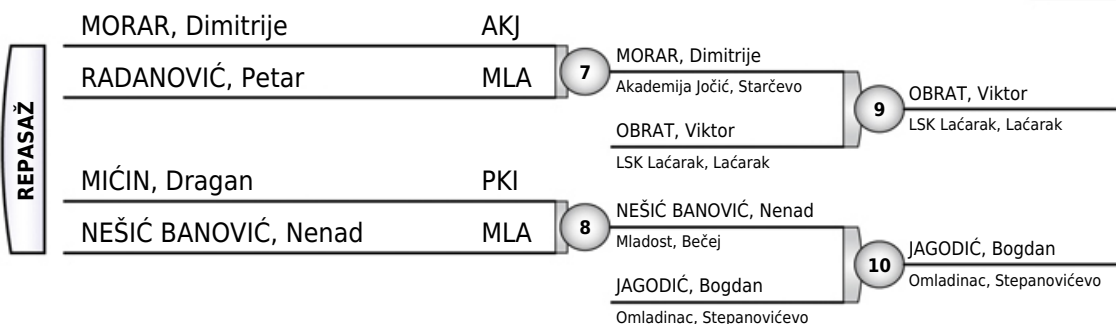 REPASAŽ
MORAR, Dimitrije AKJ
RADANOVIĆ, Petar MLA
7
MORAR, Dimitrije
Akademija Jočić, Starčevo
OBRAT, Viktor
LSK Laćarak, Laćarak
9
OBRAT, Viktor
LSK Laćarak, Laćarak
MIĆIN, Dragan PKI
NEŠIĆ BANOVIĆ, Nenad MLA
8
NEŠIĆ BANOVIĆ, Nenad
Mladost, Bečej
JAGODIĆ, Bogdan
Omladinac, Stepanovićevo
10
JAGODIĆ, Bogdan
Omladinac, Stepanovićevo